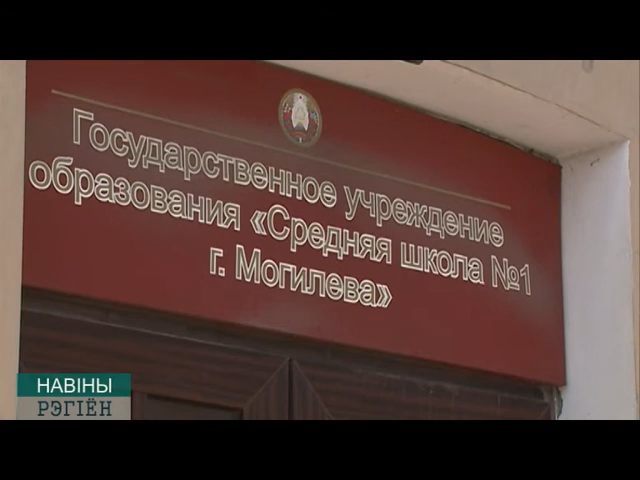 Государственное учреждение
образования «Средняя школа №1
г. Могилева»
НАВІНЫ
РЭГІЁН